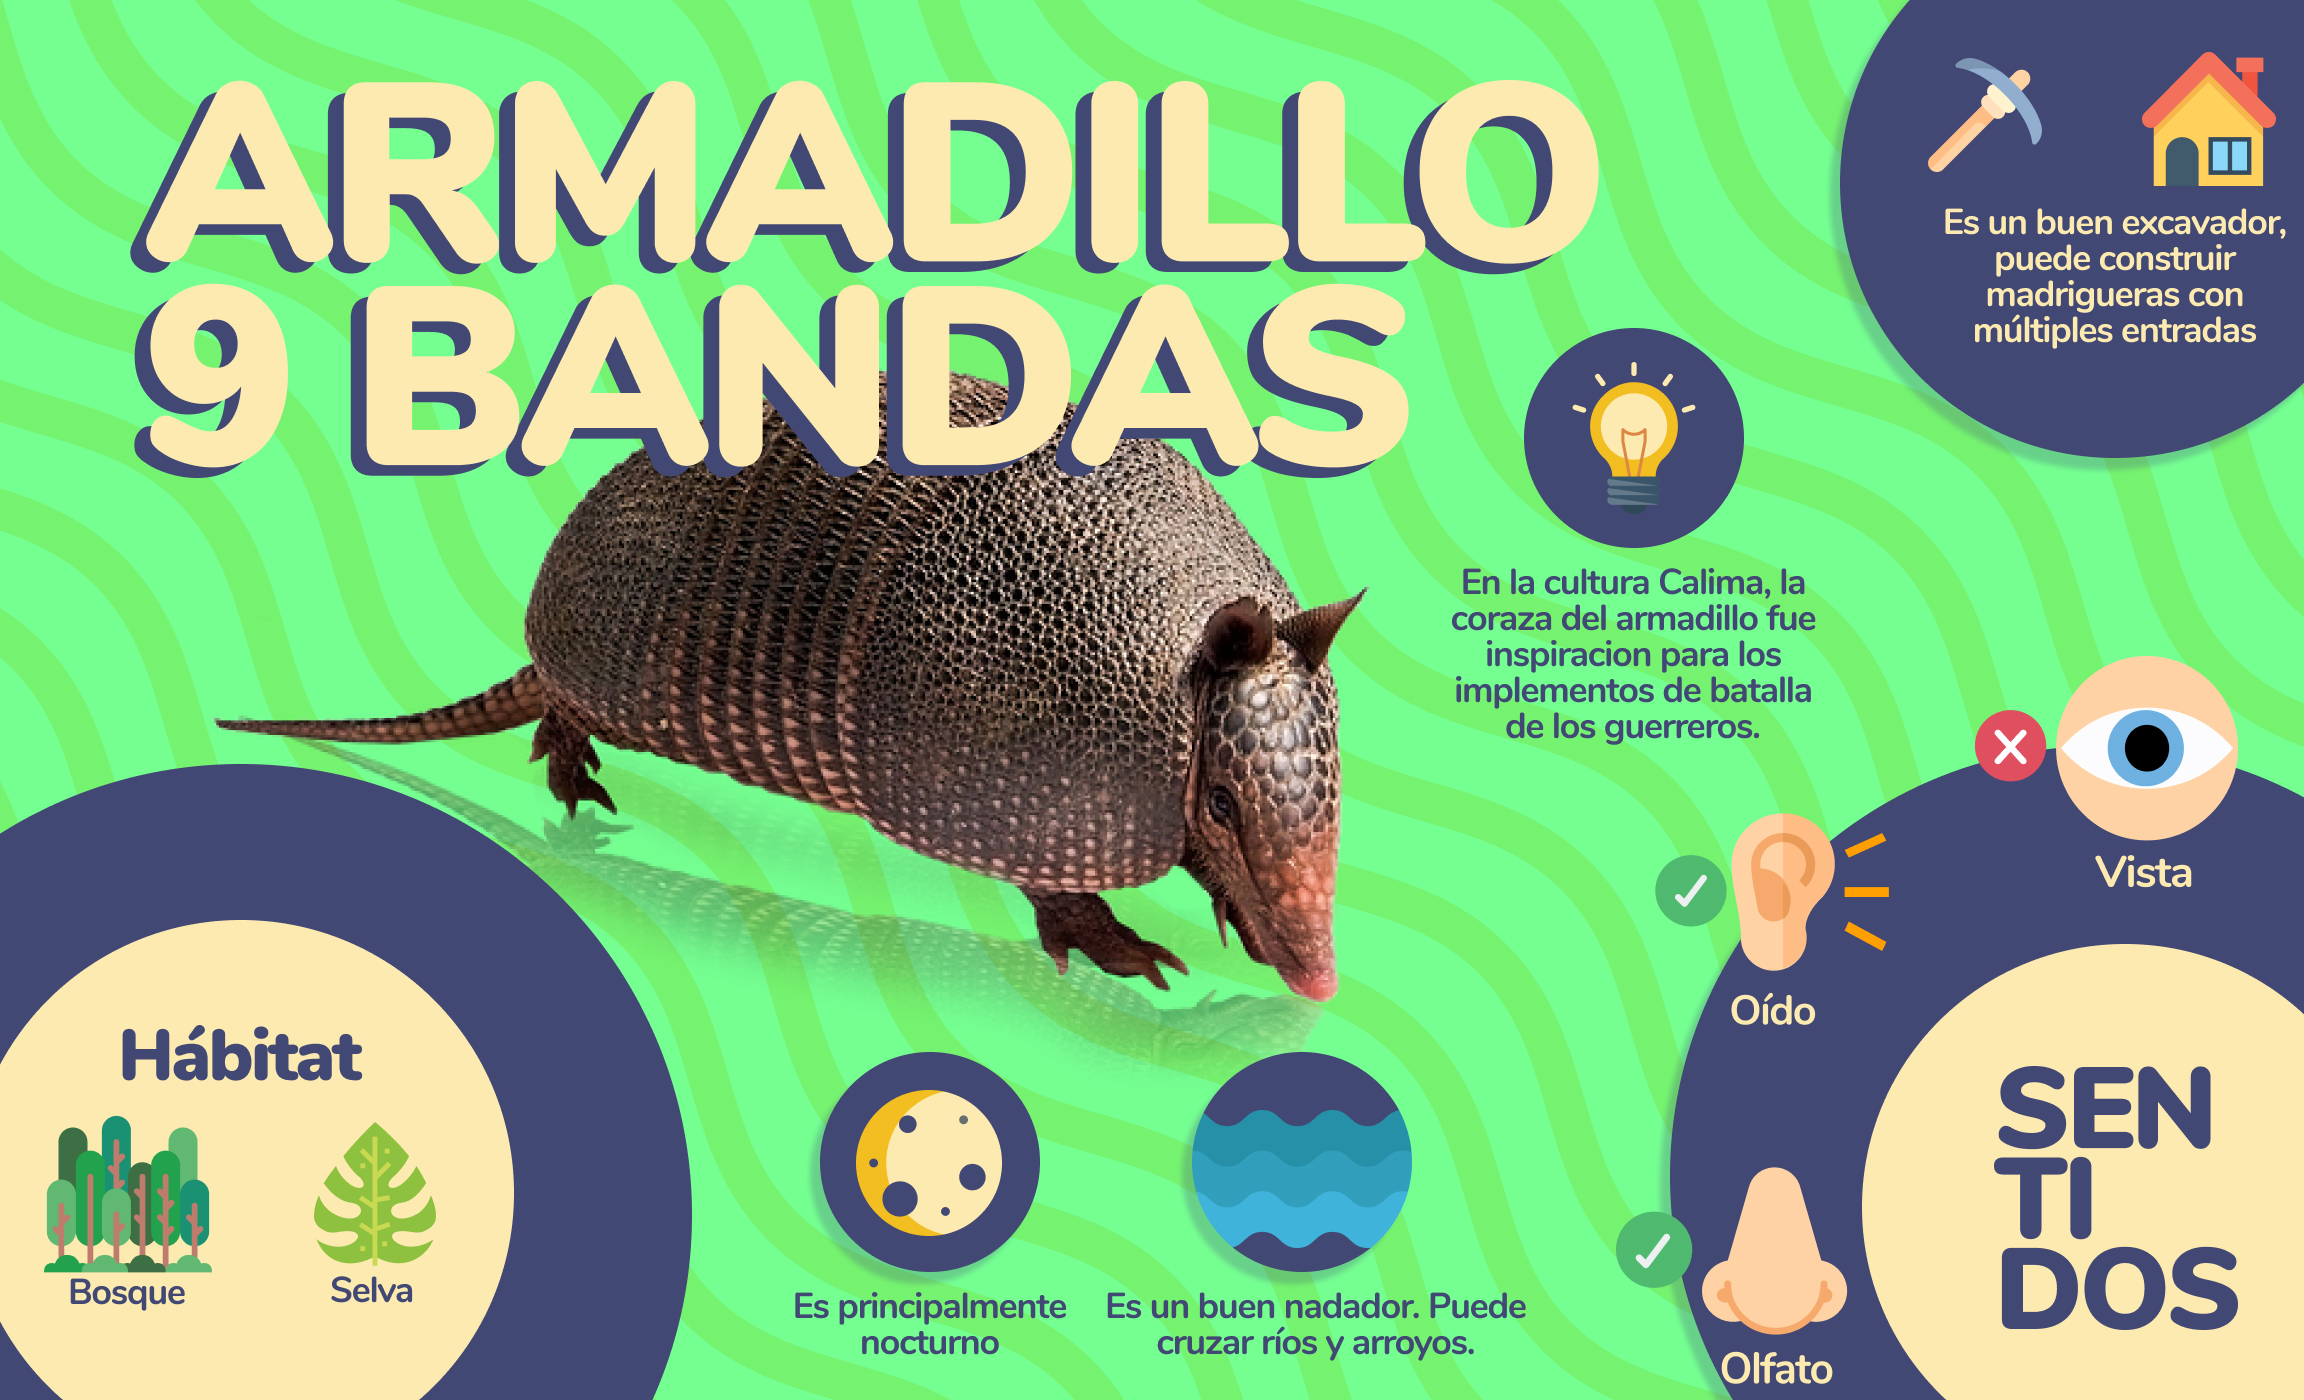 ARMADILLO
9 BANDAS
Es un buen excavador,
puede construir
madrigueras con
múltiples entradas
En la cultura Calima, la
coraza del armadillo fue
inspiracion para los
implementos de batalla
de los guerreros.
Vista
Oído
Olfato
SEN
TI
DOS
Hábitat
Bosque
Selva
Es principalmente
nocturno
Es un buen nadador. Puede
cruzar ríos y arroyos.